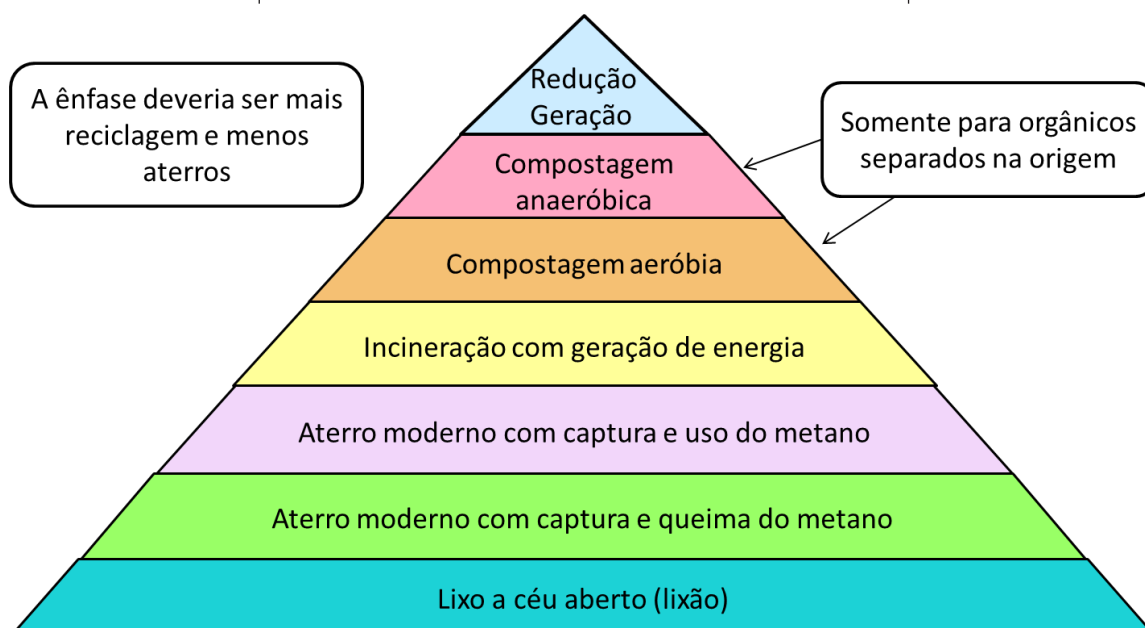 A ênfase deveria ser mais
reciclagem e menos
aterros
Redução
Geração
Somente para orgânicos
separados na origem
Compostagem
anaeróbica
Compostagem aeróbia
Incineração com geração de energia
Aterro moderno com captura e uso do metano
Aterro moderno com captura e queima do metano
Lixo a céu aberto (lixão)